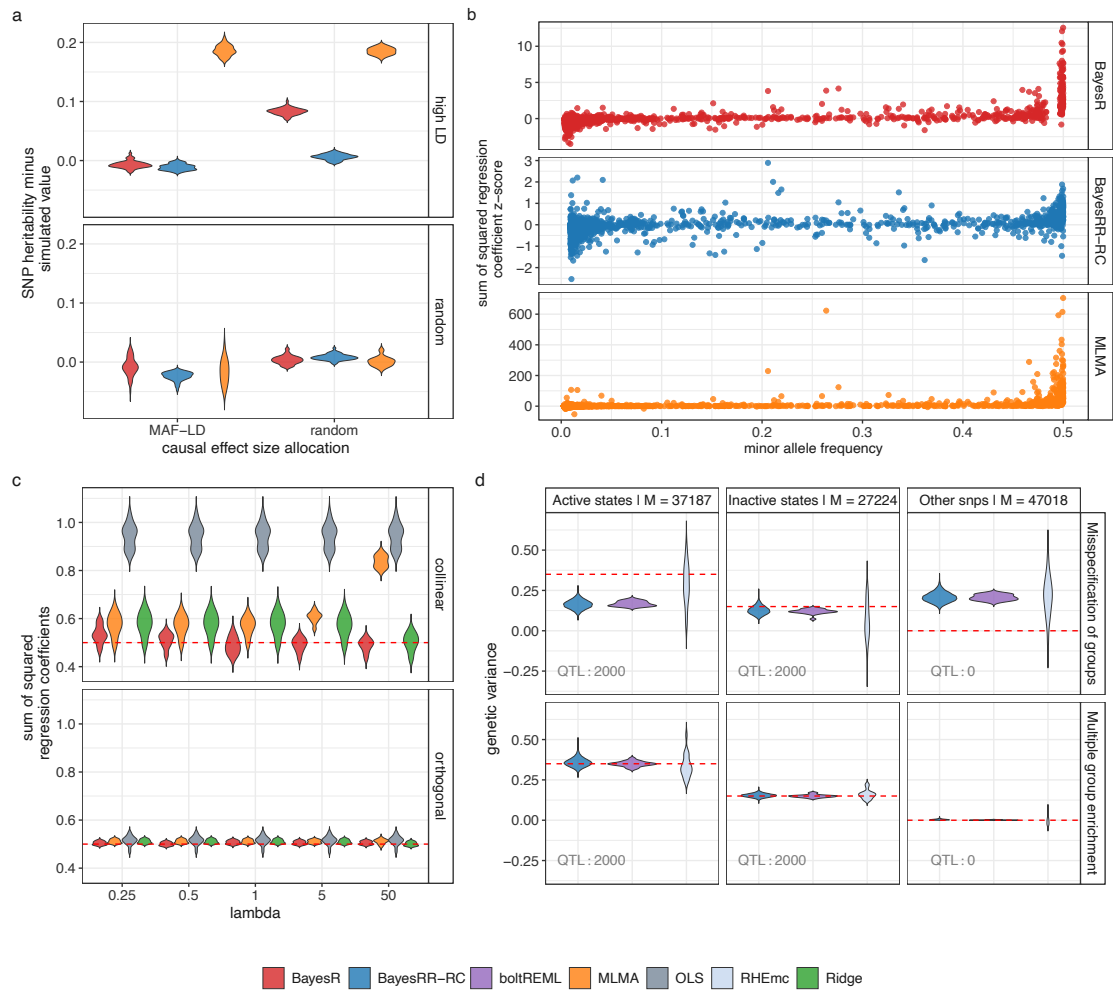 a
SNP heritability minus
simulated value
0.2
0.1
0.0
high LD
0.2
0.1
0.0
random
MAF−LD
random
causal effect size allocation
b
sum of squared regression
coefficient z−score
10
5
0
BayesR
3
2
1
0
−1
−2
BayesRR−RC
600
400
200
0
MLMA
0.0
0.1
0.2
0.3
0.4
0.5
minor allele frequency
c
sum of squared
regression coefficients
1.0
0.8
0.6
0.4
collinear
1.0
0.8
0.6
0.4
orthogonal
0.25
0.5
1
5
50
lambda
d
genetic variance
Active states | M = 37187
Inactive states | M = 27224
Other snps | M = 47018
0.50
0.25
0.00
−0.25
QTL : 2000
QTL : 2000
QTL : 0
Misspecification of groups
0.50
0.25
0.00
−0.25
QTL : 2000
QTL : 2000
QTL : 0
Multiple group enrichment
BayesR
BayesRR−RC
boltREML
MLMA
OLS
RHEmc
Ridge